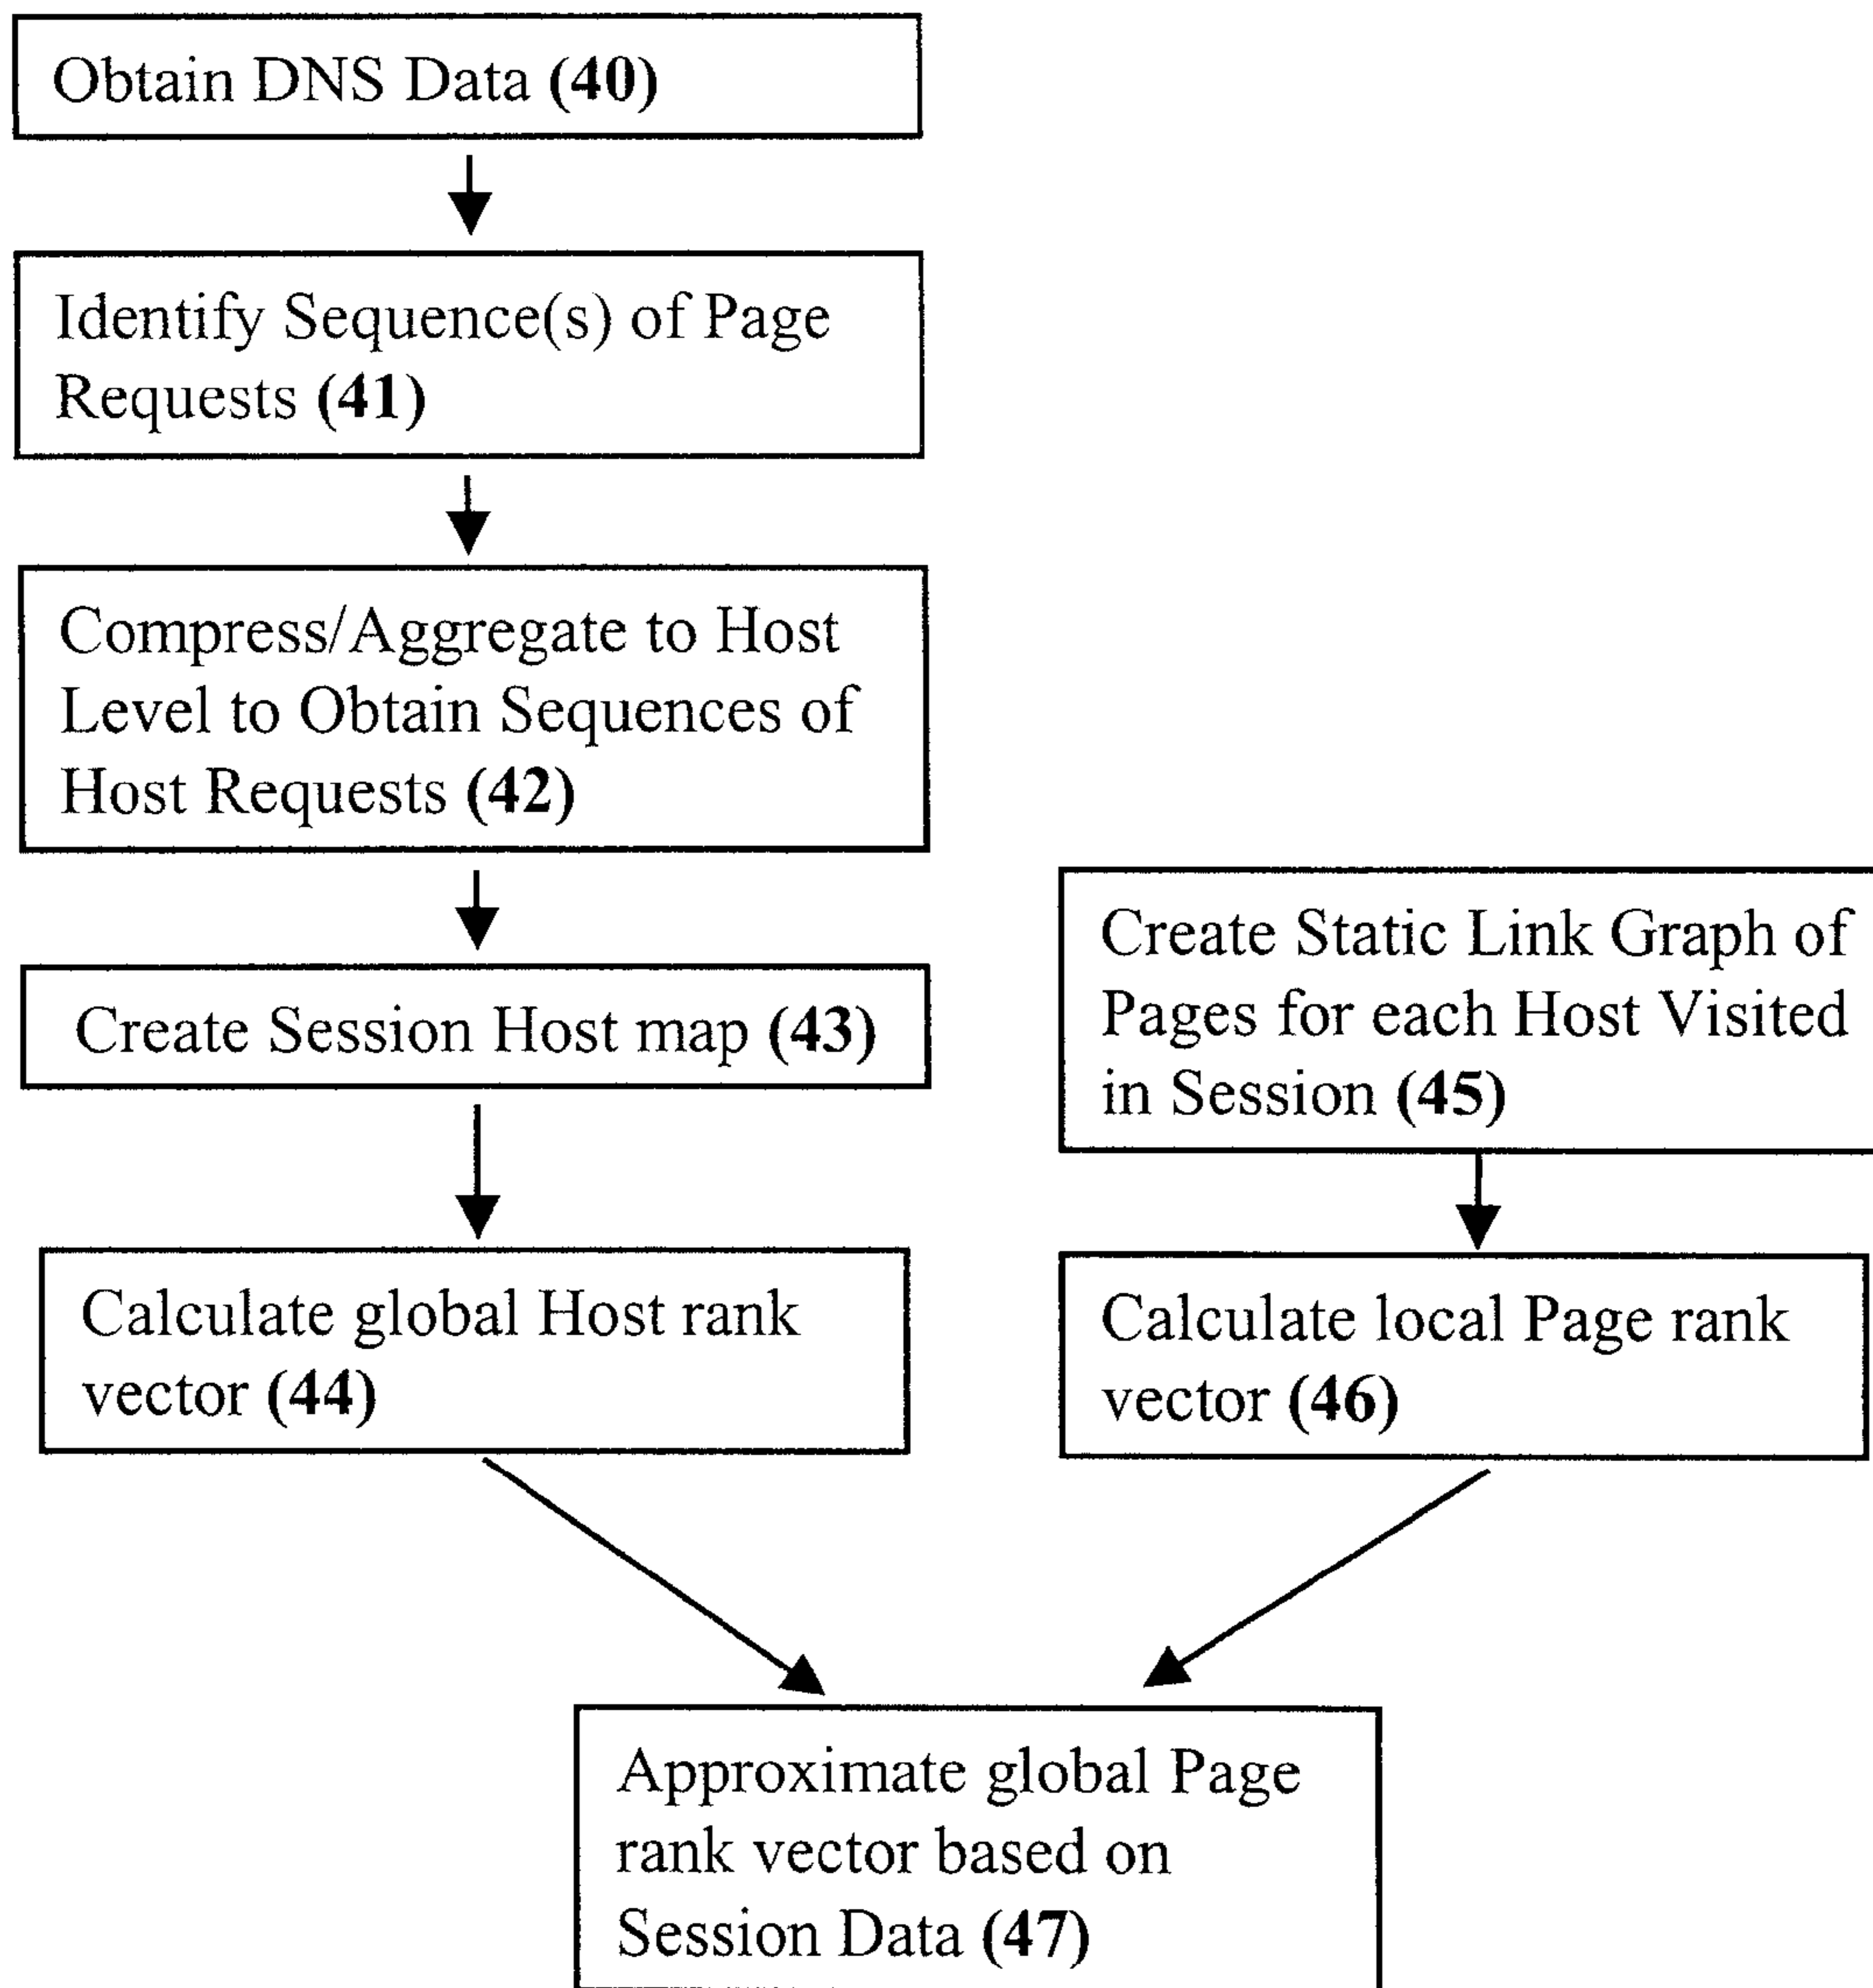 Obtain DNS Data (40)
Identify Sequence(s) of Page
Requests (41)
Compress/Aggregate to Host
Level to Obtain Sequences of
Host Requests (42)
Create Session Host map (43)
Calculate global Host rank
vector (44)
Create Static Link Graph of
Pages for each Host Visited
in Session (45)
Calculate local Page rank
vector (46)
Approximate global Page
rank vector based on
Session Data (47)